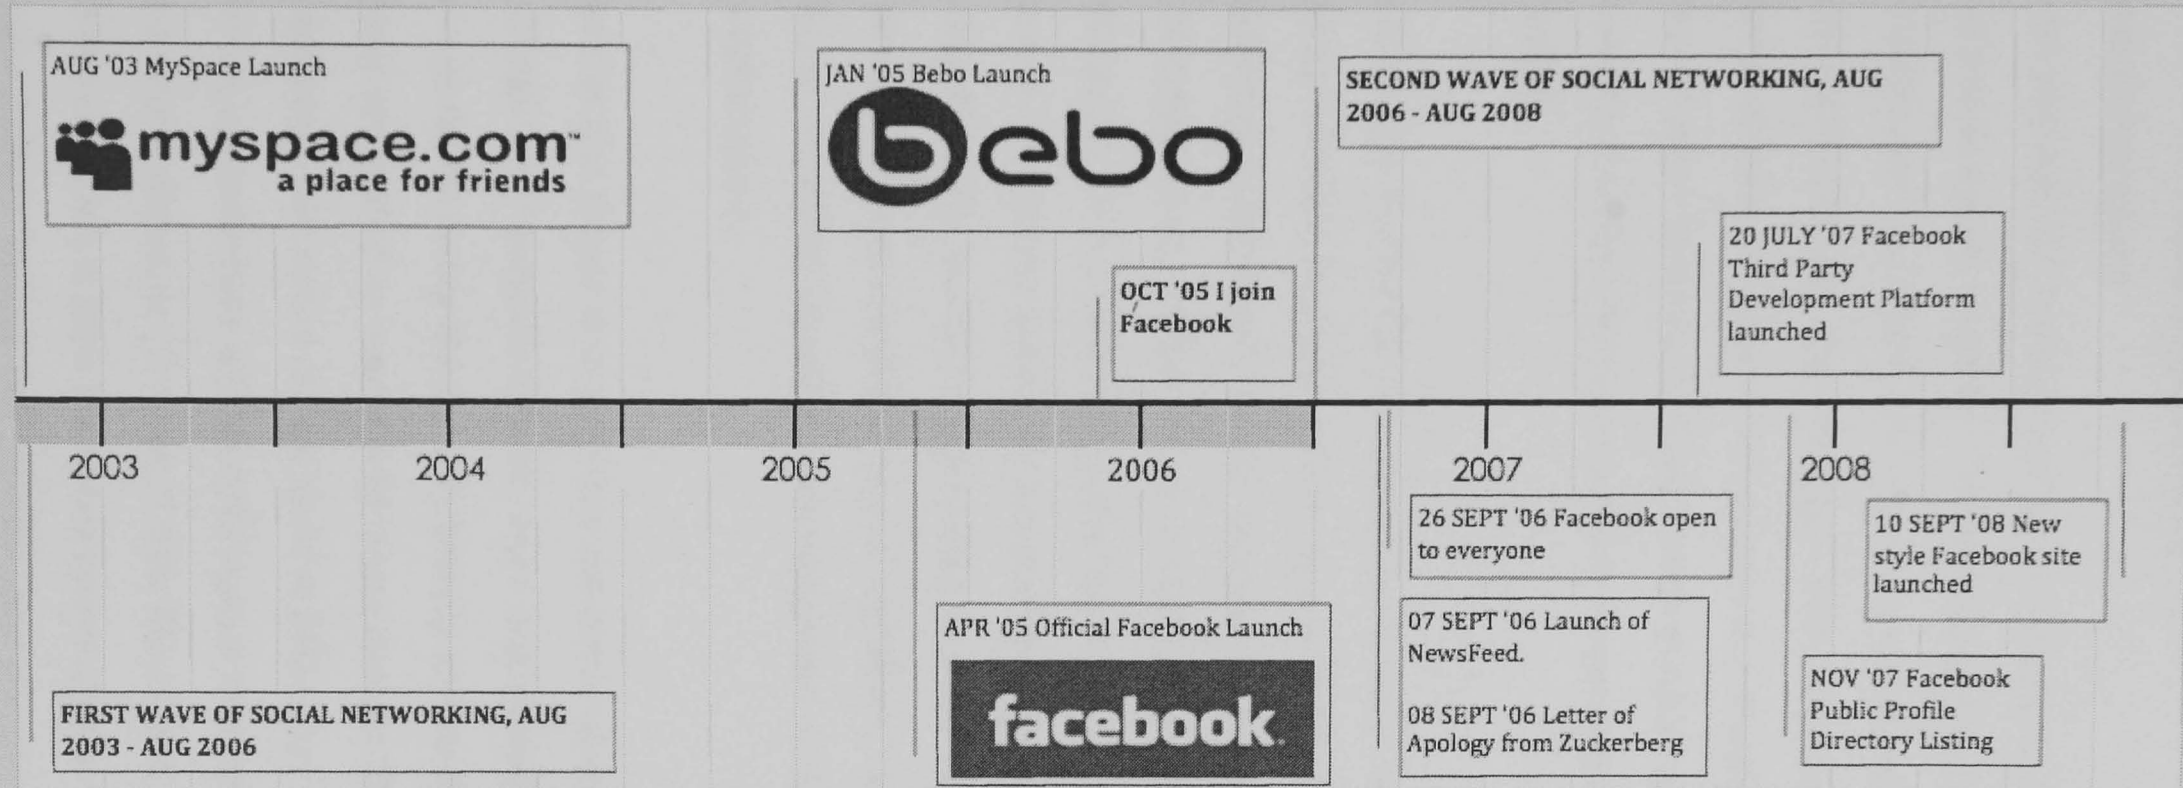 AUG '03 MySpace Launch
myspace.com™
a place for friends
JAN '05 Bebo Launch
bebo
SECOND WAVE OF SOCIAL NETWORKING, AUG
2006 - AUG 2008
OCT '05 I join
Facebook
20 JULY '07 Facebook
Third Party
Development Platform
launched
2003
2004
2005
2006
2007
2008
26 SEPT '06 Facebook open
to everyone
10 SEPT '08 New
style Facebook site
launched
APR '05 Official Facebook Launch
facebook.
07 SEPT '06 Launch of
NewsFeed.
08 SEPT '06 Letter of
Apology from Zuckerberg
NOV '07 Facebook
Public Profile
Directory Listing
FIRST WAVE OF SOCIAL NETWORKING, AUG
2003 - AUG 2006